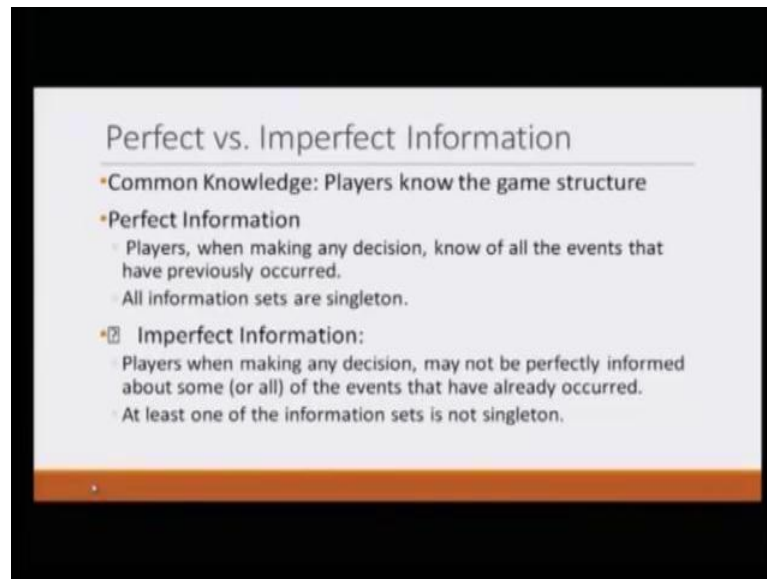 Perfect vs. Imperfect Information
•Common Knowledge: Players know the game structure
•Perfect Information
Players, when making any decision, know of all the events that
have previously occurred.
All information sets are singleton.
• Imperfect Information:
Players when making any decision, may not be perfectly informed
about some (or all) of the events that have already occurred.
At least one of the information sets is not singleton.